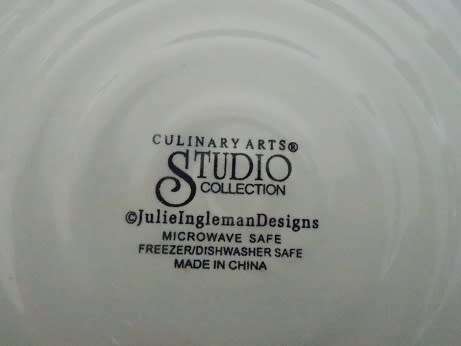 CULINARY ARTS®
STUDIO
COLLECTION
©JulieInglemanDesigns
MICROWAVE SAFE
FREEZER/DISHWASHER SAFE
MADE IN CHINA